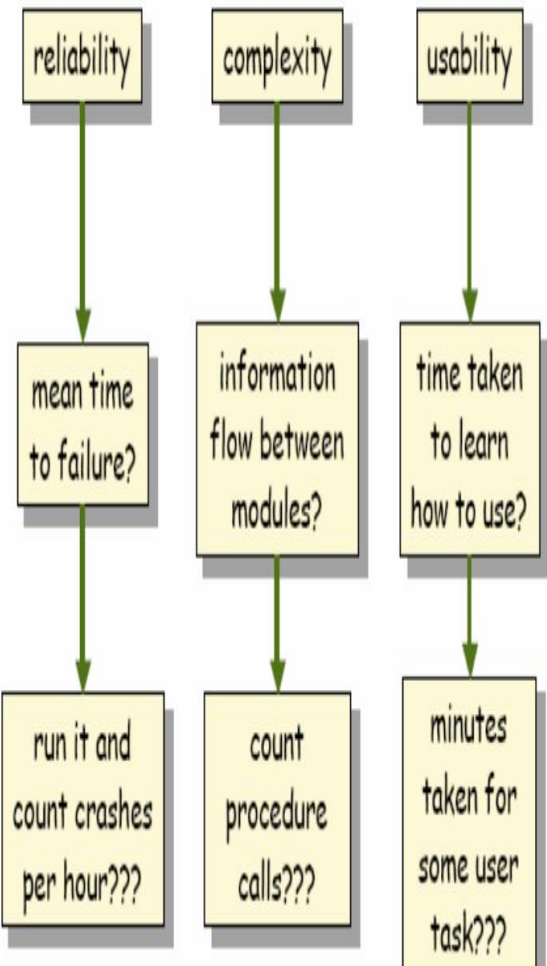 reliability
complexity
usability
mean time
to failure?
information
flow between
modules?
time taken
to learn
how to use?
run it and
count crashes
per hour???
count
procedure
calls???
minutes
taken for
some user
task???